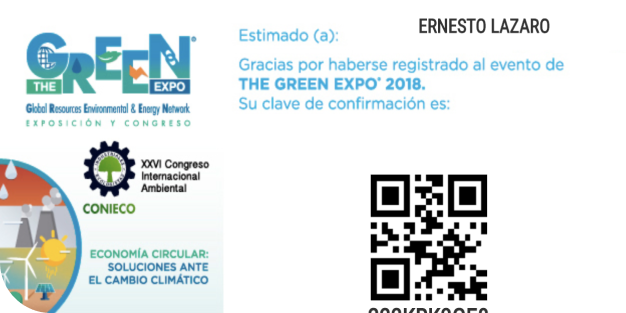 ERNESTO LAZARO
Estimado (a):
Gracias por haberse registrado al evento de
THE GREEN EXPO® 2018.
Su clave de confirmación es:
THE GREEN® EXPO
Global Resources Environmental & Energy Network
EXPOSICIÓN Y CONGRESO
XXVI Congreso
Internacional
Ambiental
CONIECO
ECONOMÍA CIRCULAR:
SOLUCIONES ANTE
EL CAMBIO CLIMÁTICO